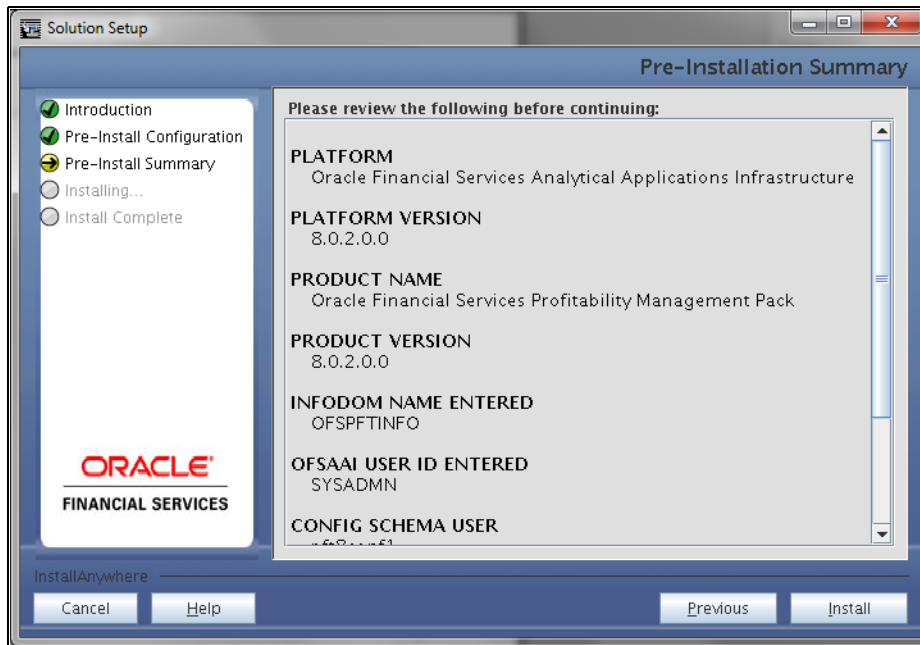 Solution Setup
Pre-Installation Summary
Introduction
Pre-Install Configuration
Pre-Install Summary
Installing...
Install Complete
ORACLE'
FINANCIAL SERVICES
Please review the following before continuing:
PLATFORM
Oracle Financial Services Analytical Applications Infrastructure
PLATFORM VERSION
8.0.2.0.0
PRODUCT NAME
Oracle Financial Services Profitability Management Pack
PRODUCT VERSION
8.0.2.0.0
INFODOM NAME ENTERED
OFSPFTINFO
OFSAAI USER ID ENTERED
SYSADMN
CONFIG SCHEMA USER
InstallAnywhere
Cancel
Help
Previous
Install